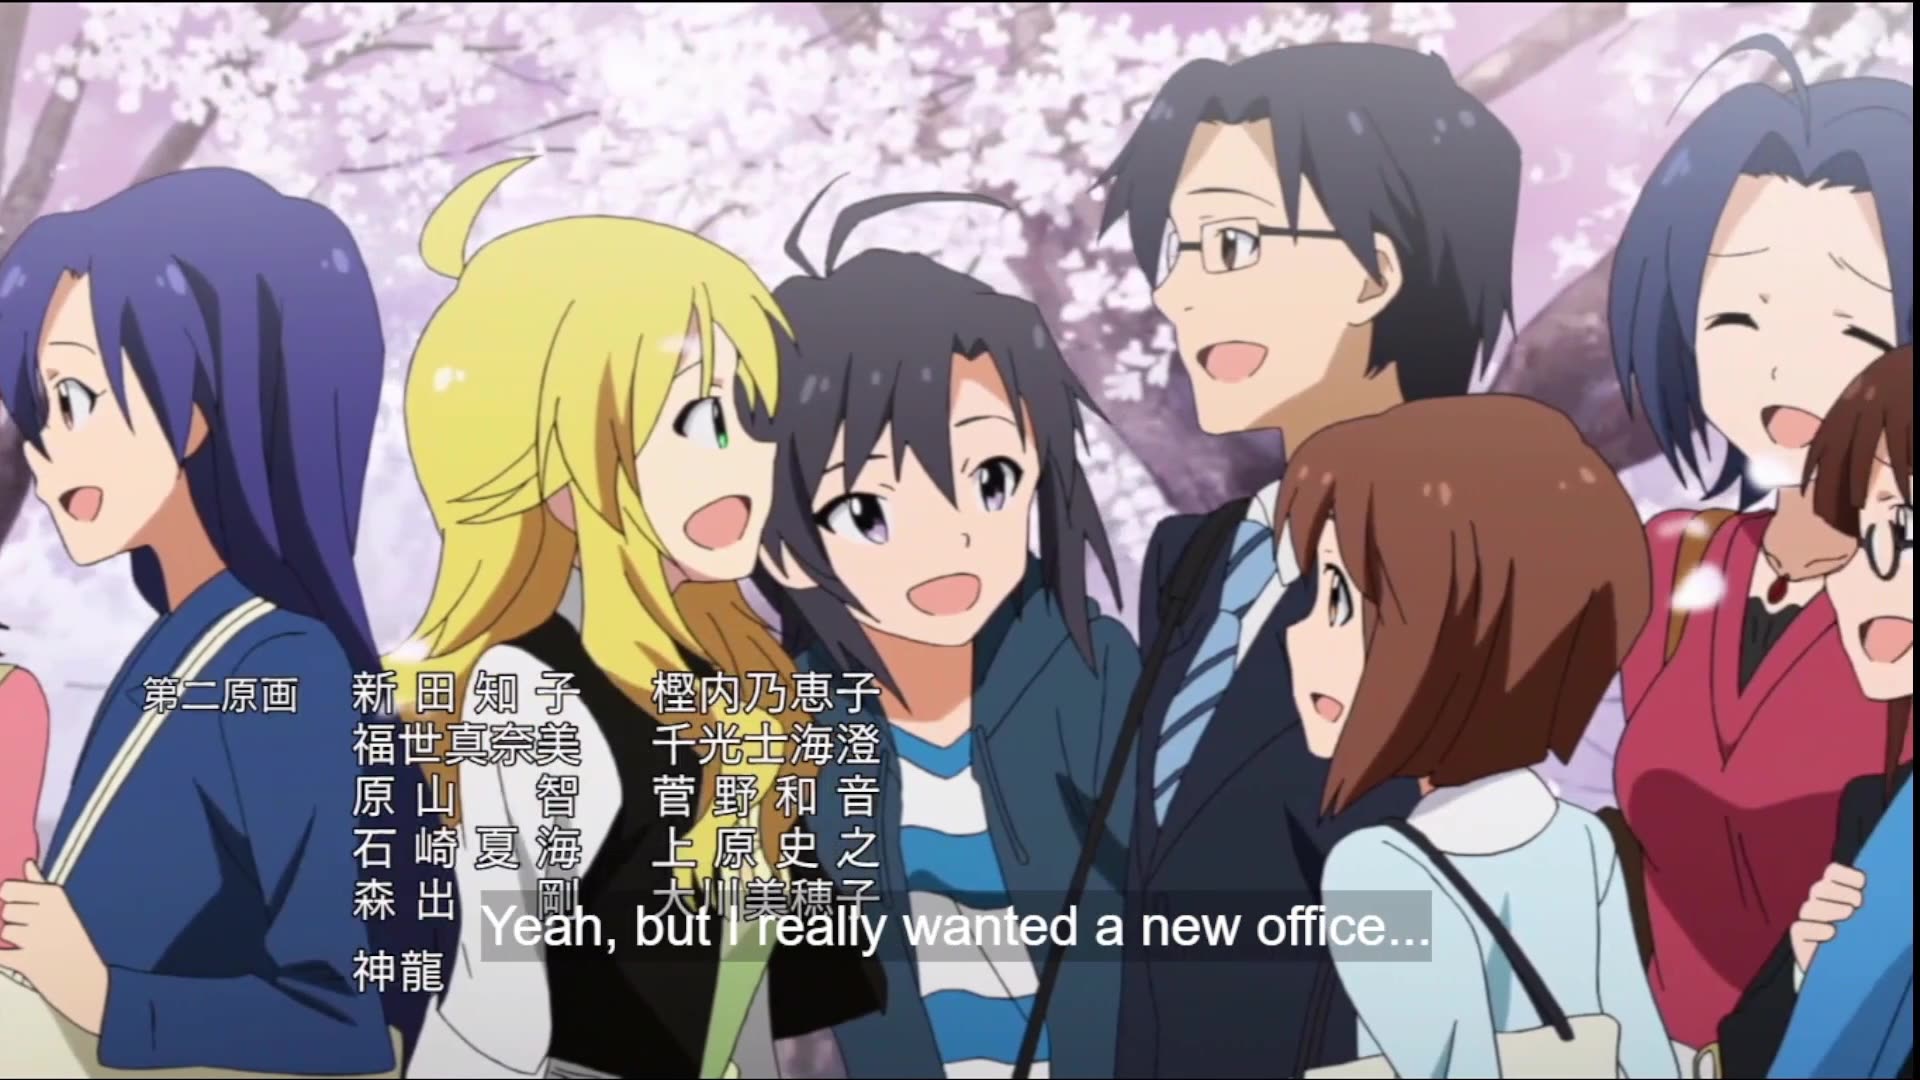 第二原画 新田知子 樫内乃恵子
福世真奈美 千光士海澄
原山 智 菅野和音
石崎夏海 上原史之
森出 剛 大川美穂子
Yeah, but I really wanted a new office...
神龍